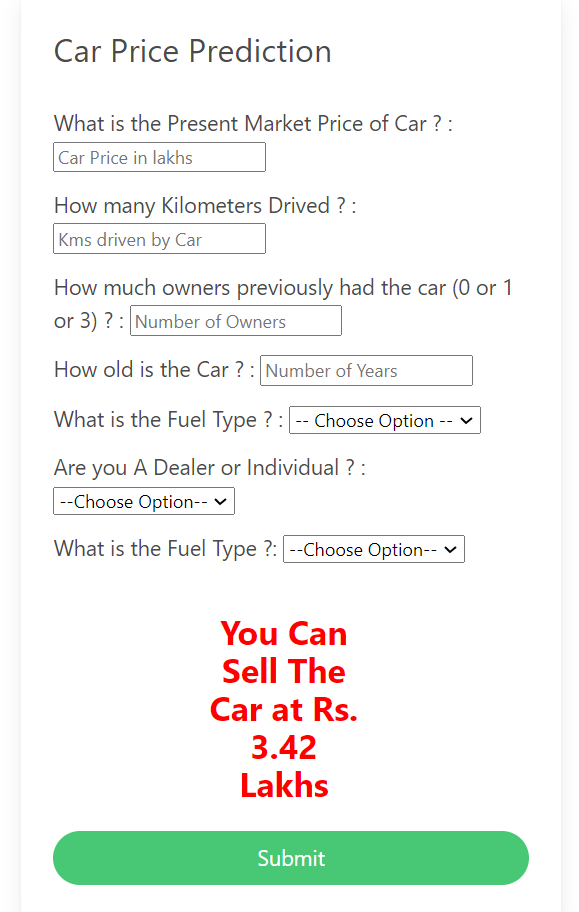 Car Price Prediction
What is the Present Market Price of Car ? :
Car Price in lakhs
How many Kilometers Drived ? :
Kms driven by Car
How much owners previously had the car (0 or 1
or 3) ? : Number of Owners
How old is the Car ? : Number of Years
What is the Fuel Type ? : -- Choose Option --
Are you A Dealer or Individual ? :
--Choose Option--
What is the Fuel Type ?: --Choose Option--
You Can
Sell The
Car at Rs.
3.42
Lakhs
Submit